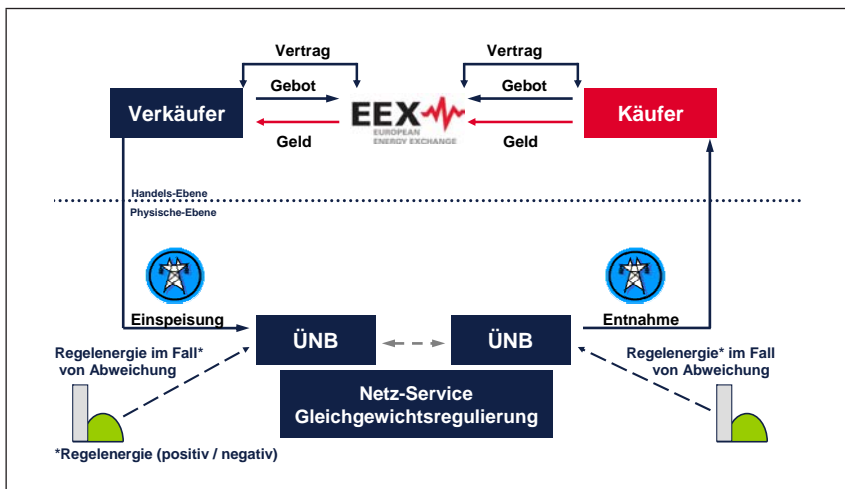 Vertrag
Vertrag
Gebot
Gebot
Verkäufer
EEX
EUROPEAN
ENERGY EXCHANGE
Käufer
Geld
Geld
Handels-Ebene
Physische-Ebene
Einspeisung
Entnahme
ÜNB
ÜNB
Regelenergie im Fall*
von Abweichung
Regelenergie* im Fall
von Abweichung
Netz-Service
Gleichgewichtsregulierung
*Regelenergie (positiv / negativ)